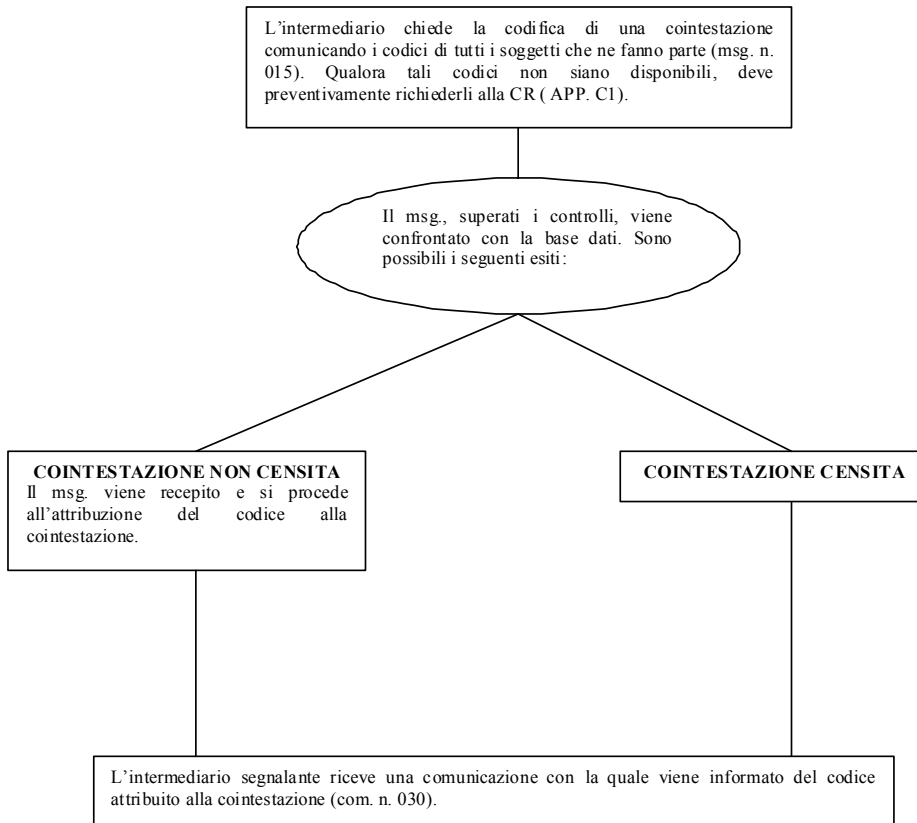 L'intermediario chiede la codifica di una cointestazione
comunicando i codici di tutti i soggetti che ne fanno parte (msg. n.
015). Qualora tali codici non siano disponibili, deve
preventivamente richiederli alla CR ( APP. C1).
Il msg., superati i controlli, viene
confrontato con la base dati. Sono
possibili i seguenti esiti:
COINTESTAZIONE NON CENSITA
Il msg. viene recepito e si procede
all'attribuzione del codice alla
cointestazione.
COINTESTAZIONE CENSITA
L'intermediario segnalante riceve una comunicazione con la quale viene informato del codice
attribuito alla cointestazione (com. n. 030).